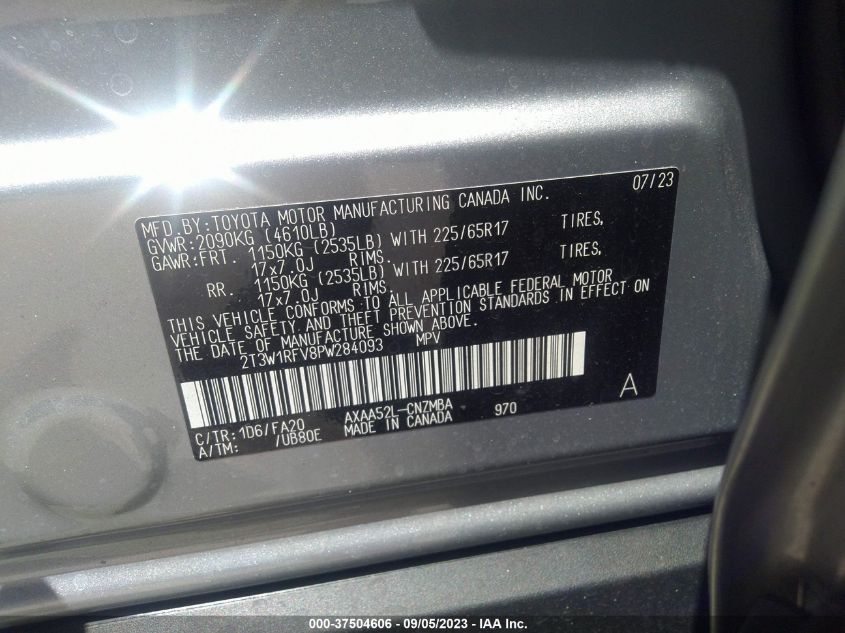 MFD.BY:TOYOTA MOTOR MANUFACTURING CANADA INC. 07/23
GVWR:2090KG (4610LB)
GAWR:FRT. 1150KG (2535LB) WITH 225/65R17 TIRES,
17x7.0J RIMS.
RR. 1150KG (2535LB) WITH 225/65R17 TIRES,
17x7.0J RIMS.
THIS VEHICLE CONFORMS TO ALL APPLICABLE FEDERAL MOTOR
VEHICLE SAFETY AND THEFT PREVENTION STANDARDS IN EFFECT ON
THE DATE OF MANUFACTURE SHOWN ABOVE.
2T3W1RFV8PW284093 MPV
A
C/TR:1D6/FA20 AXAA52L-CNZMBA 970
A/TM: /UB80E MADE IN CANADA
000-37504606 - 09/05/2023 - IAA Inc.